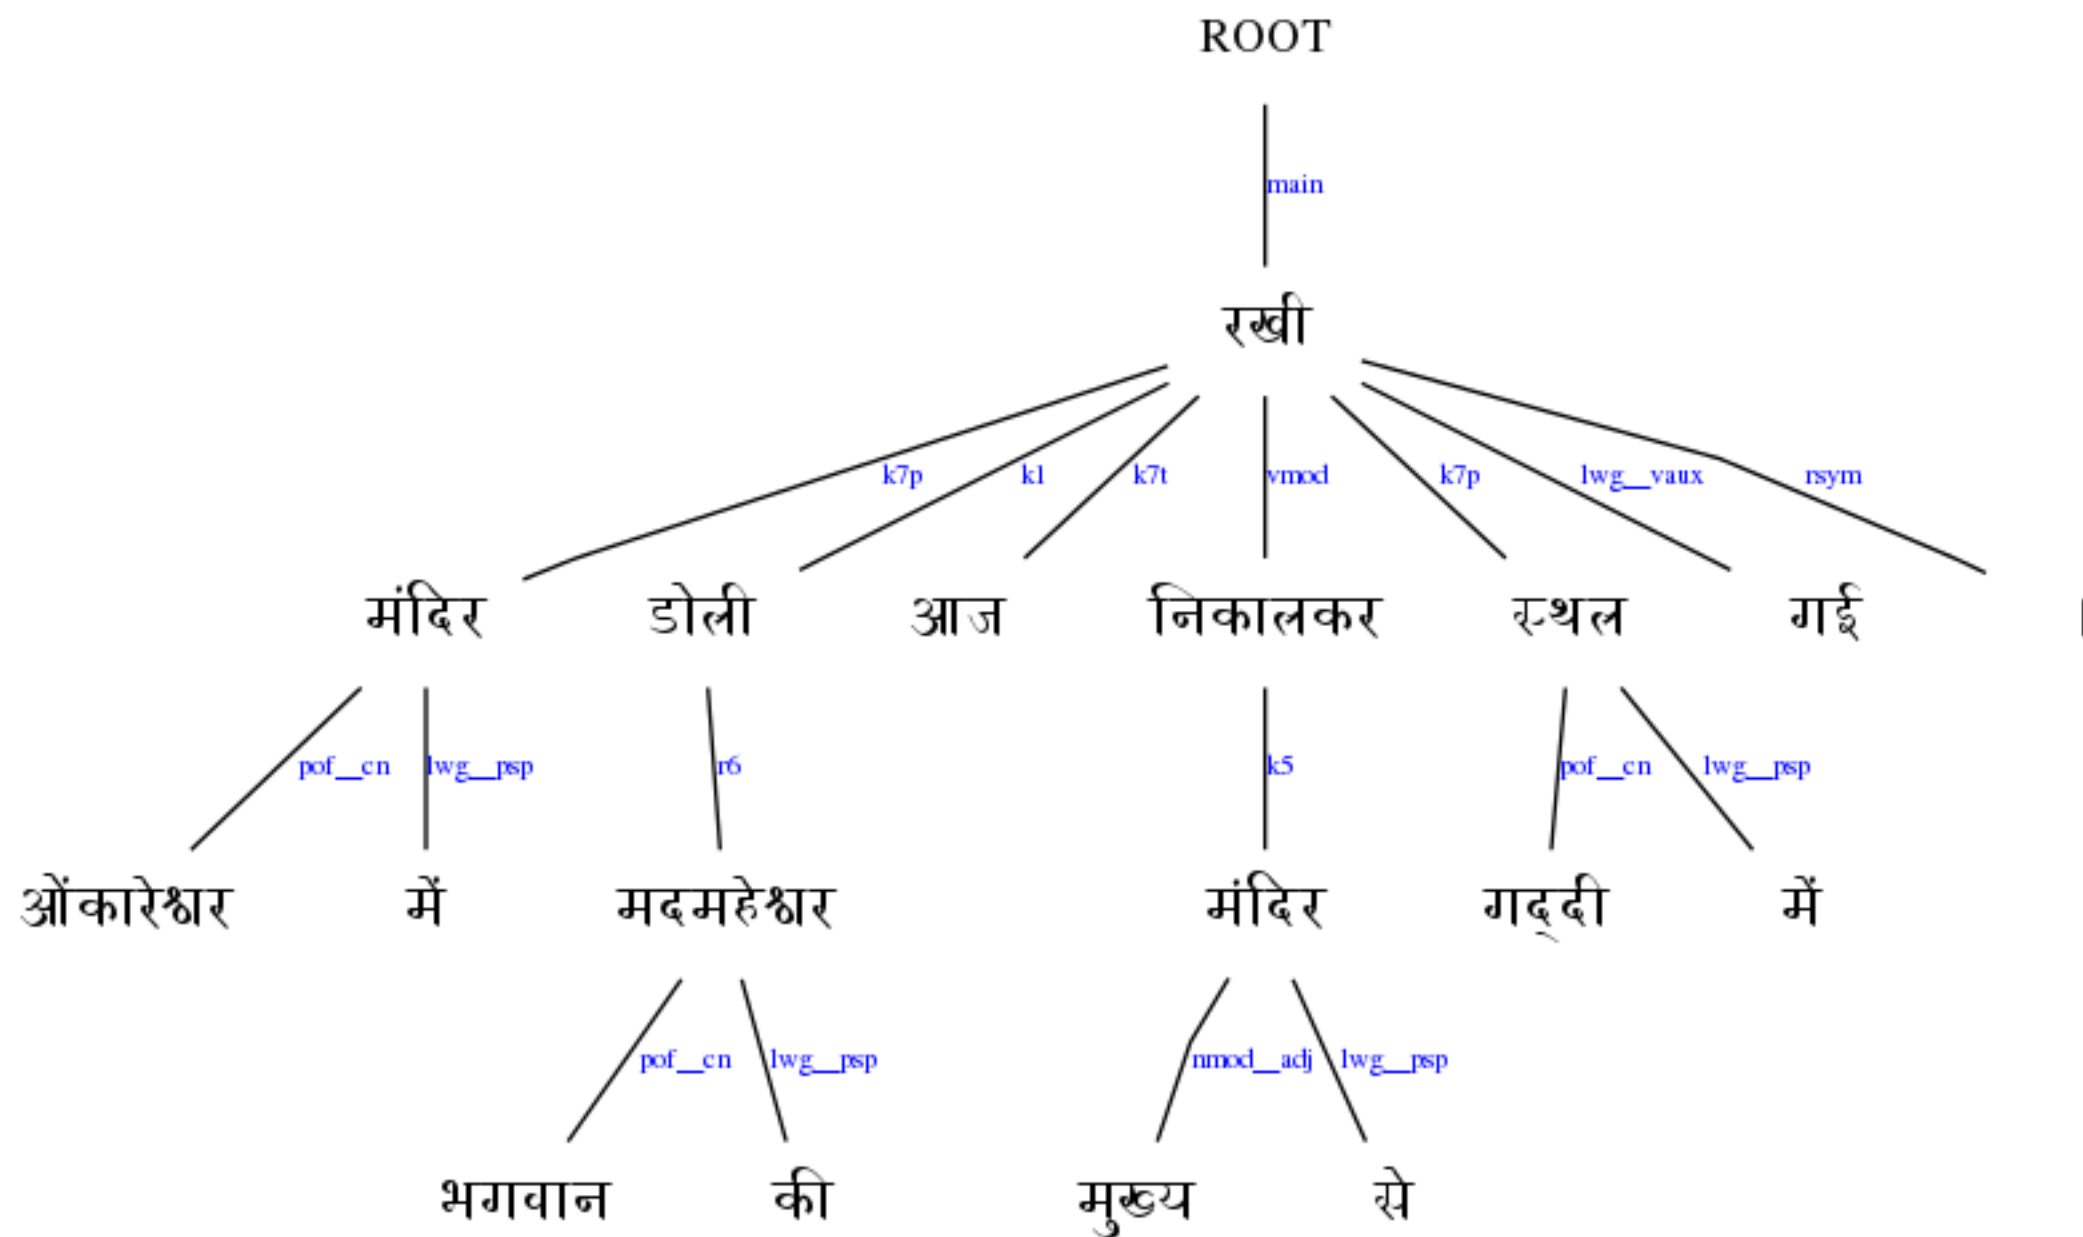 ROOT
main
रखी
k7p k1 k7t vmod k7p lwg__vaux rsym
मंदिर डोली आज निकालकर स्थल गई
pof__cn lwg__psp r6 k5 pof__cn lwg__psp
ओंकारेश्वर में मदमहेश्वर मंदिर गद्दी में
pof__cn lwg__psp nmod__adj lwg__psp
भगवान की मुख्य से